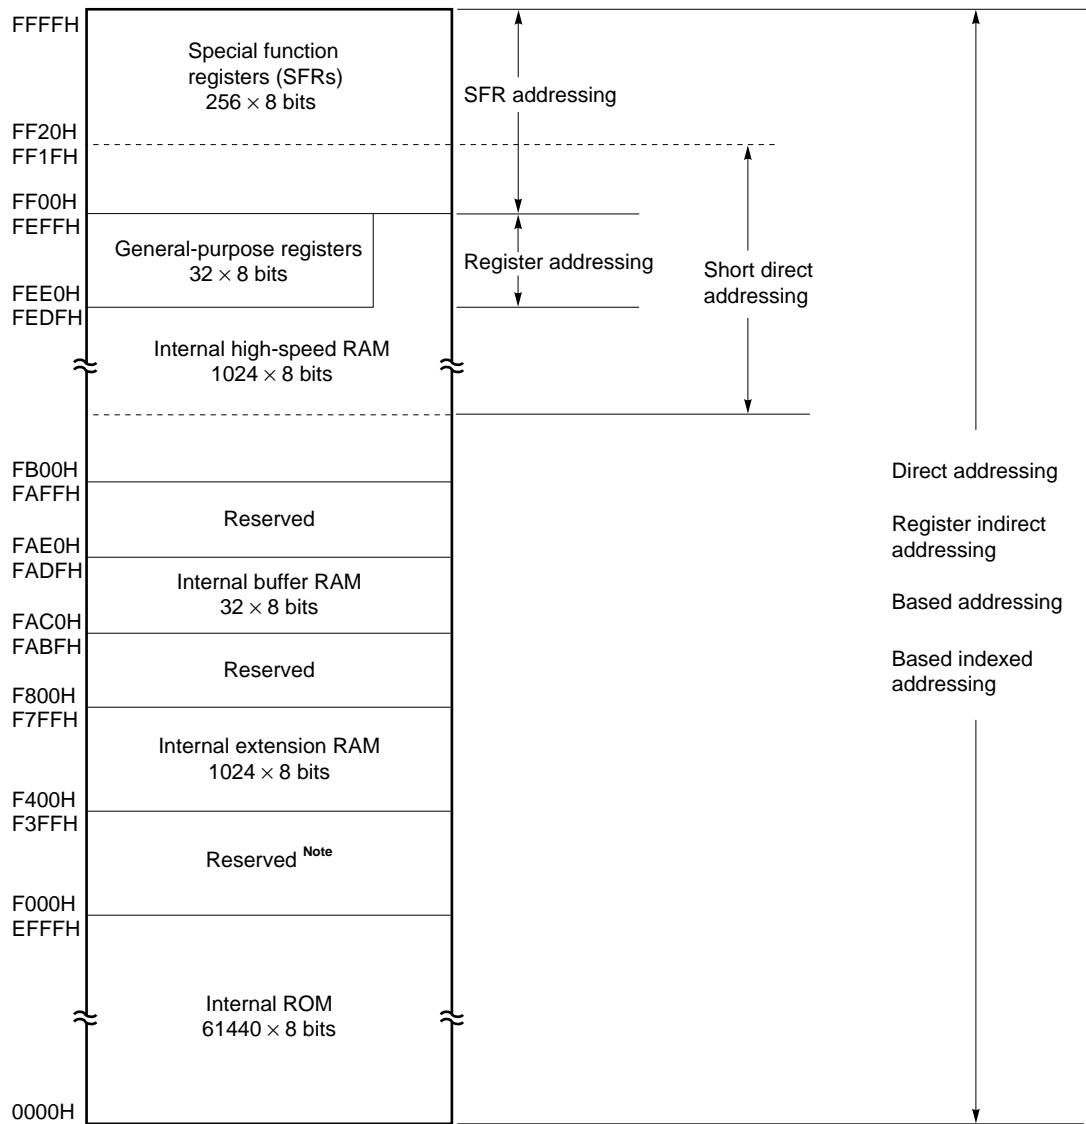 FFFFH
Special function
registers (SFRs)
256 × 8 bits
SFR addressing
FF20H
FF1FH
FF00H
FEFFH
General-purpose registers
32 × 8 bits
Register addressing
Short direct
addressing
FEE0H
FEDFH
Internal high-speed RAM
1024 × 8 bits
FB00H
FAFFH
Reserved
FAE0H
FADFH
Internal buffer RAM
32 × 8 bits
FAC0H
FABFH
Reserved
F800H
F7FFH
Internal extension RAM
1024 × 8 bits
F400H
F3FFH
Reserved Note
F000H
EFFFH
Internal ROM
61440 × 8 bits
0000H
Direct addressing
Register indirect
addressing
Based addressing
Based indexed
addressing